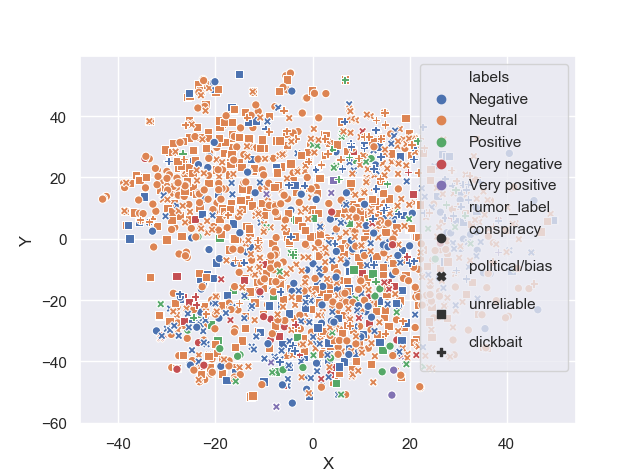 labels
Negative
Neutral
Positive
Very negative
Very positive
rumor_label
conspiracy
political/bias
unreliable
clickbait
40
20
0
−20
−40
−60
Y
−40 −20 0 20 40
X